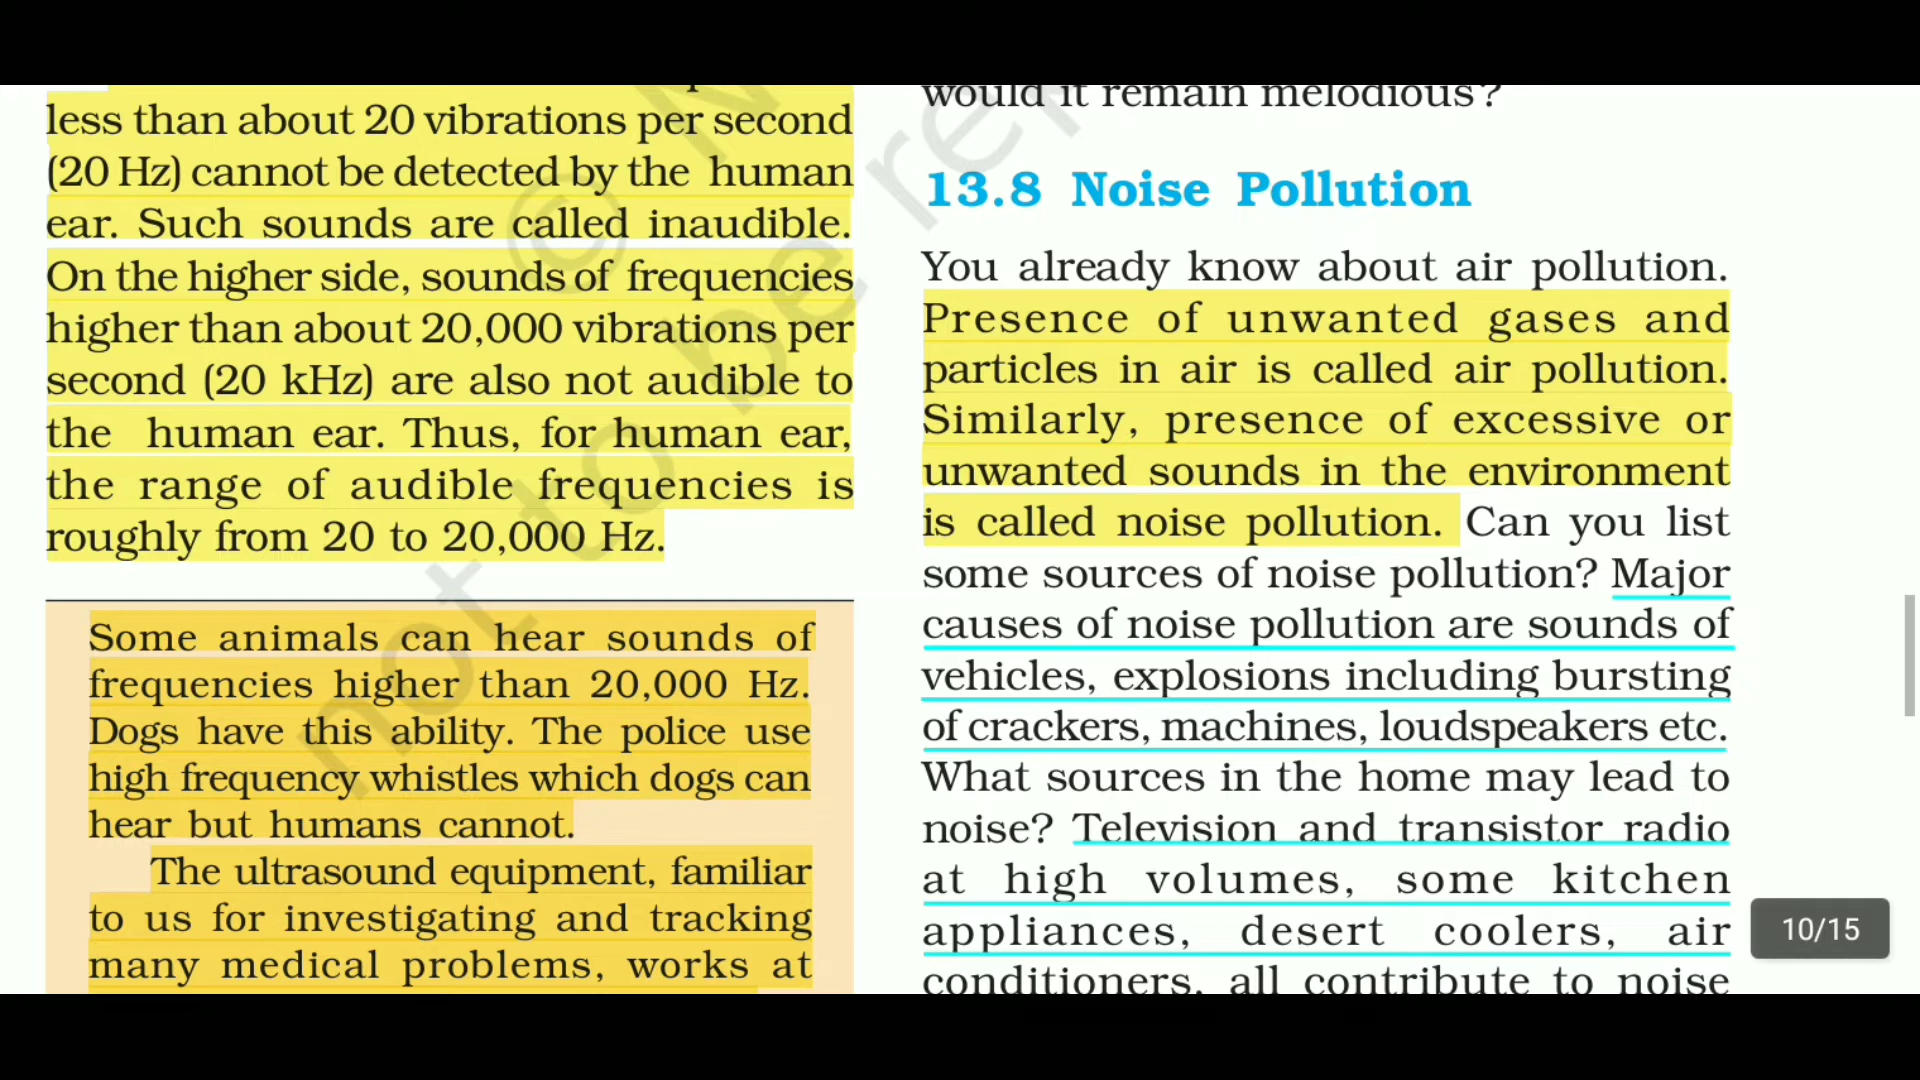 less than about 20 vibrations per second
(20 Hz) cannot be detected by the human
ear. Such sounds are called inaudible.
On the higher side, sounds of frequencies
higher than about 20,000 vibrations per
second (20 kHz) are also not audible to
the human ear. Thus, for human ear,
the range of audible frequencies is
roughly from 20 to 20,000 Hz.
Some animals can hear sounds of
frequencies higher than 20,000 Hz.
Dogs have this ability. The police use
high frequency whistles which dogs can
hear but humans cannot.
The ultrasound equipment, familiar
to us for investigating and tracking
many medical problems, works at
would it remain melodious?
13.8 Noise Pollution
You already know about air pollution.
Presence of unwanted gases and
particles in air is called air pollution.
Similarly, presence of excessive or
unwanted sounds in the environment
is called noise pollution. Can you list
some sources of noise pollution? Major
causes of noise pollution are sounds of
vehicles, explosions including bursting
of crackers, machines, loudspeakers etc.
What sources in the home may lead to
noise? Television and transistor radio
at high volumes, some kitchen
appliances, desert coolers, air
conditioners, all contribute to noise
10/15
© N
not to be re